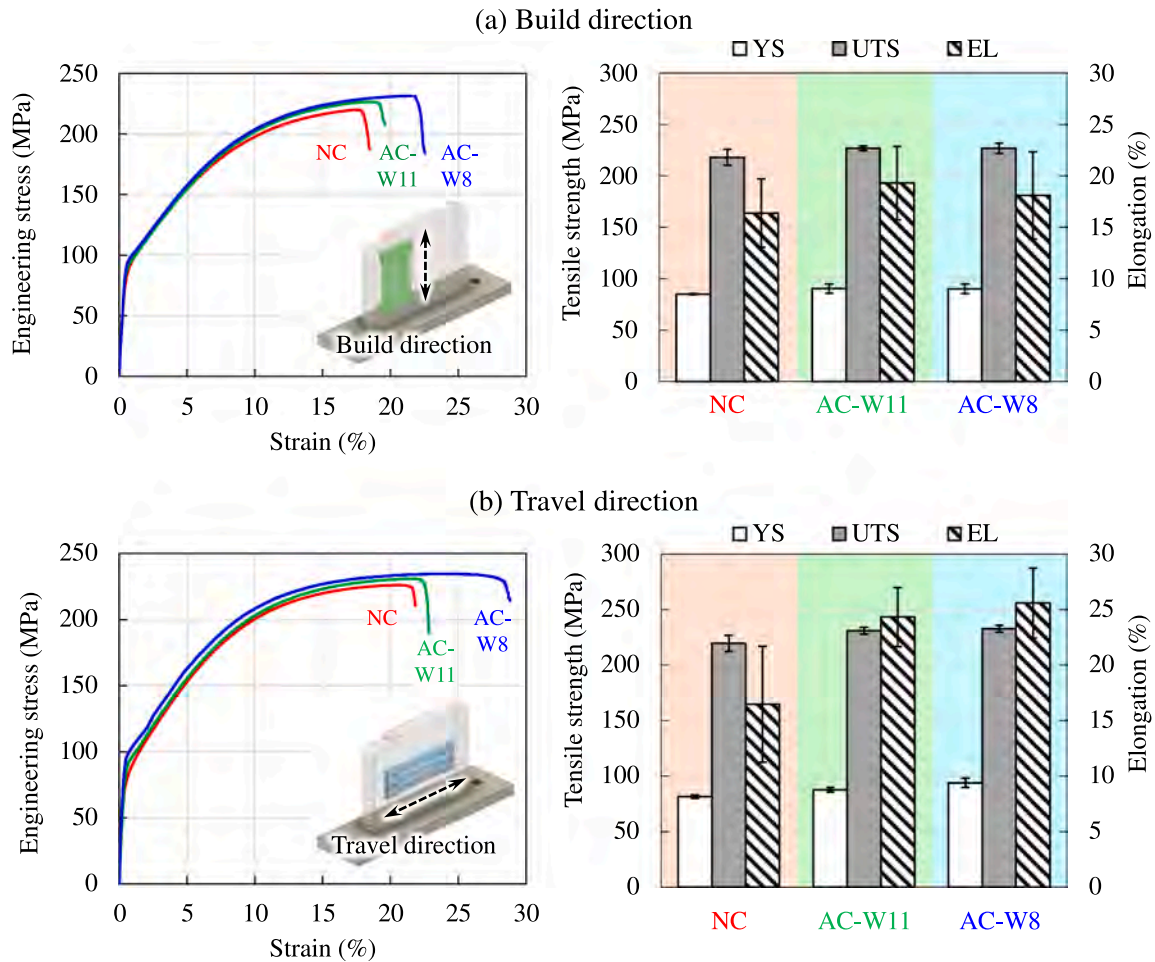 (a) Build direction
Engineering stress (MPa)
250
200
150
100
50
0
0 5 10 15 20 25 30
Strain (%)
NC
AC-
W11
AC-
W8
Build direction
YS UTS EL
Tensile strength (MPa)
300
250
200
150
100
50
0
Elongation (%)
30
25
20
15
10
5
0
NC AC-W11 AC-W8
(b) Travel direction
Engineering stress (MPa)
250
200
150
100
50
0
0 5 10 15 20 25 30
Strain (%)
NC
AC-
W11
AC-
W8
Travel direction
YS UTS EL
Tensile strength (MPa)
300
250
200
150
100
50
0
Elongation (%)
30
25
20
15
10
5
0
NC AC-W11 AC-W8